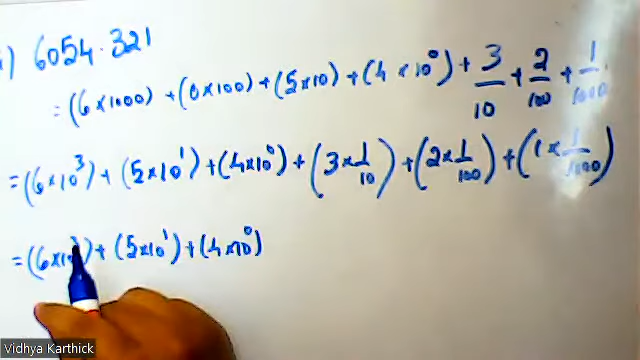 i) 6054.321
= (6×1000) + (0×100) + (5×10) + (4×10⁰) + 3/10 + 2/100 + 1/1000
= (6×10³) + (5×10¹) + (4×10⁰) + (3×1/10) + (2×1/100) + (1×1/1000)
= (6×10³) + (5×10¹) + (4×10⁰)
Vidhya Karthick